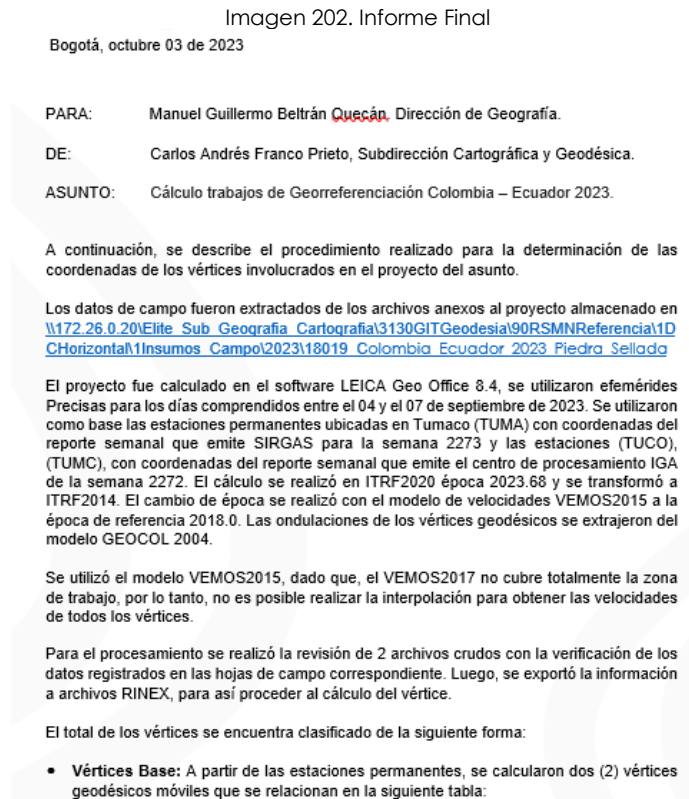 Imagen 202. Informe Final
Bogotá, octubre 03 de 2023
PARA: Manuel Guillermo Beltrán Quecán, Dirección de Geografía.
DE: Carlos Andrés Franco Prieto, Subdirección Cartográfica y Geodésica.
ASUNTO: Cálculo trabajos de Georreferenciación Colombia – Ecuador 2023.
A continuación, se describe el procedimiento realizado para la determinación de las
coordenadas de los vértices involucrados en el proyecto del asunto.
Los datos de campo fueron extractados de los archivos anexos al proyecto almacenado en
\\172.26.0.20\Elite_Sub_Geografia_Cartografia\3130GITGeodesia\90RSMNReferencia\1D
CHorizontal\1Insumos_Campo\2023\18019_Colombia_Ecuador_2023_Piedra_Sellada
El proyecto fue calculado en el software LEICA Geo Office 8.4, se utilizaron efemérides
Precisas para los días comprendidos entre el 04 y el 07 de septiembre de 2023. Se utilizaron
como base las estaciones permanentes ubicadas en Tumaco (TUMA) con coordenadas del
reporte semanal que emite SIRGAS para la semana 2273 y las estaciones (TUCO),
(TUMC), con coordenadas del reporte semanal que emite el centro de procesamiento IGA
de la semana 2272. El cálculo se realizó en ITRF2020 época 2023.68 y se transformó a
ITRF2014. El cambio de época se realizó con el modelo de velocidades VEMOS2015 a la
época de referencia 2018.0. Las ondulaciones de los vértices geodésicos se extrajeron del
modelo GEOCOL 2004.
Se utilizó el modelo VEMOS2015, dado que, el VEMOS2017 no cubre totalmente la zona
de trabajo, por lo tanto, no es posible realizar la interpolación para obtener las velocidades
de todos los vértices.
Para el procesamiento se realizó la revisión de 2 archivos crudos con la verificación de los
datos registrados en las hojas de campo correspondiente. Luego, se exportó la información
a archivos RINEX, para así proceder al cálculo del vértice.
El total de los vértices se encuentra clasificado de la siguiente forma:
• Vértices Base: A partir de las estaciones permanentes, se calcularon dos (2) vértices
geodésicos móviles que se relacionan en la siguiente tabla: